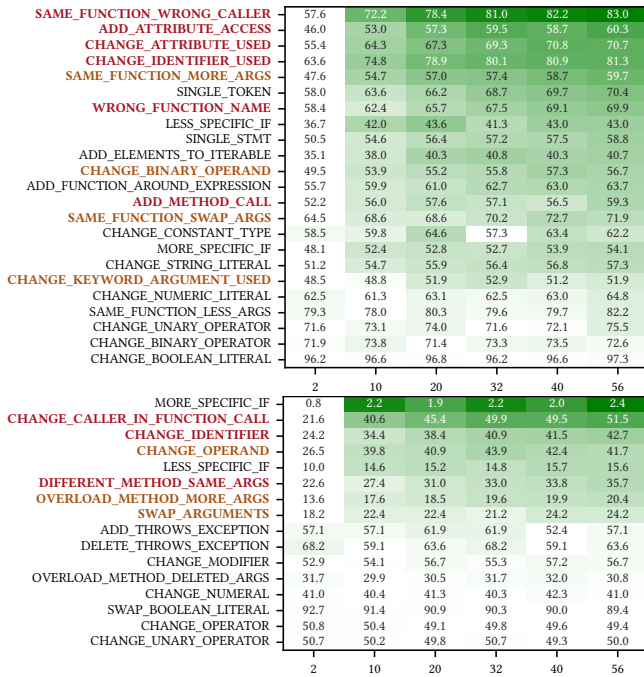 SAME_FUNCTION_WRONG_CALLER 57.6 72.2 78.4 81.0 82.2 83.0
ADD_ATTRIBUTE_ACCESS 46.0 53.0 57.3 59.5 58.7 60.3
CHANGE_ATTRIBUTE_USED 55.4 64.3 67.3 69.3 70.8 70.7
CHANGE_IDENTIFIER_USED 63.6 74.8 78.9 80.1 80.9 81.3
SAME_FUNCTION_MORE_ARGS 47.6 54.7 57.0 57.4 58.7 59.7
SINGLE_TOKEN 58.0 63.6 66.2 68.7 69.7 70.4
WRONG_FUNCTION_NAME 58.4 62.4 65.7 67.5 69.1 69.9
LESS_SPECIFIC_IF 36.7 42.0 43.6 41.3 43.0 43.0
SINGLE_STMT 50.5 54.6 56.4 57.2 57.5 58.8
ADD_ELEMENTS_TO_ITERABLE 35.1 38.0 40.3 40.8 40.3 40.7
CHANGE_BINARY_OPERAND 49.5 53.9 55.2 55.8 57.3 56.7
ADD_FUNCTION_AROUND_EXPRESSION 55.7 59.9 61.0 62.7 63.0 63.7
ADD_METHOD_CALL 52.2 56.0 57.6 57.1 56.5 59.3
SAME_FUNCTION_SWAP_ARGS 64.5 68.6 68.6 70.2 72.7 71.9
CHANGE_CONSTANT_TYPE 58.5 59.8 64.6 57.3 63.4 62.2
MORE_SPECIFIC_IF 48.1 52.4 52.8 52.7 53.9 54.1
CHANGE_STRING_LITERAL 51.2 54.7 55.9 56.4 56.8 57.3
CHANGE_KEYWORD_ARGUMENT_USED 48.5 48.8 51.9 52.9 51.2 51.9
CHANGE_NUMERIC_LITERAL 62.5 61.3 63.1 62.5 63.0 64.8
SAME_FUNCTION_LESS_ARGS 79.3 78.0 80.3 79.6 79.7 82.2
CHANGE_UNARY_OPERATOR 71.6 73.1 74.0 71.6 72.1 75.5
CHANGE_BINARY_OPERATOR 71.9 73.8 71.4 73.3 73.5 72.6
CHANGE_BOOLEAN_LITERAL 96.2 96.6 96.8 96.2 96.6 97.3
2 10 20 32 40 56
MORE_SPECIFIC_IF 0.8 2.2 1.9 2.2 2.0 2.4
CHANGE_CALLER_IN_FUNCTION_CALL 21.6 40.6 45.4 49.9 49.5 51.5
CHANGE_IDENTIFIER 24.2 34.4 38.4 40.9 41.5 42.7
CHANGE_OPERAND 26.5 39.8 40.9 43.9 42.4 41.7
LESS_SPECIFIC_IF 10.0 14.6 15.2 14.8 15.7 15.6
DIFFERENT_METHOD_SAME_ARGS 22.6 27.4 31.0 33.0 33.8 35.7
OVERLOAD_METHOD_MORE_ARGS 13.6 17.6 18.5 19.6 19.9 20.4
SWAP_ARGUMENTS 18.2 22.4 22.4 21.2 24.2 24.2
ADD_THROWS_EXCEPTION 57.1 57.1 61.9 61.9 52.4 57.1
DELETE_THROWS_EXCEPTION 68.2 59.1 63.6 68.2 59.1 63.6
CHANGE_MODIFIER 52.9 54.1 56.7 55.3 57.2 56.7
OVERLOAD_METHOD_DELETED_ARGS 31.7 29.9 30.5 31.7 32.0 30.8
CHANGE_NUMERAL 41.0 40.4 41.3 40.3 42.3 41.0
SWAP_BOOLEAN_LITERAL 92.7 91.4 90.9 90.3 90.0 89.4
CHANGE_OPERATOR 50.8 50.4 49.1 49.8 49.6 49.4
CHANGE_UNARY_OPERATOR 50.7 50.2 49.8 50.7 49.3 50.0
2 10 20 32 40 56